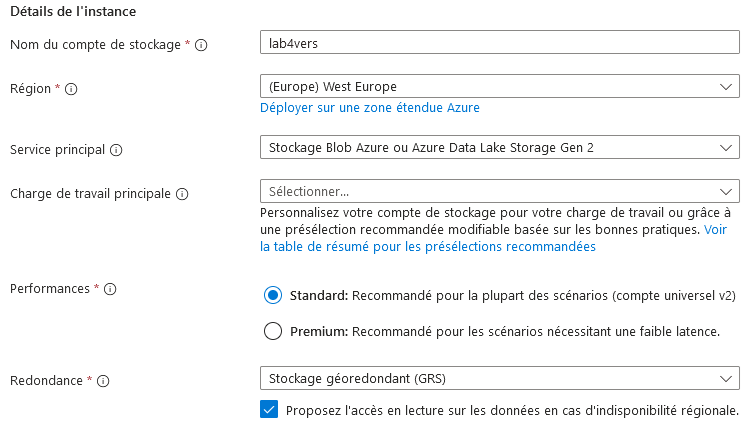 Détails de l'instance
Nom du compte de stockage *
lab4vers
Région *
(Europe) West Europe
Déployer sur une zone étendue Azure
Service principal
Stockage Blob Azure ou Azure Data Lake Storage Gen 2
Charge de travail principale
Sélectionner...
Personnalisez votre compte de stockage pour votre charge de travail ou grâce à
une présélection recommandée modifiable basée sur les bonnes pratiques. Voir
la table de résumé pour les présélections recommandées
Performances *
Standard: Recommandé pour la plupart des scénarios (compte universel v2)
Premium: Recommandé pour les scénarios nécessitant une faible latence.
Redondance *
Stockage géoredondant (GRS)
Proposez l'accès en lecture sur les données en cas d'indisponibilité régionale.